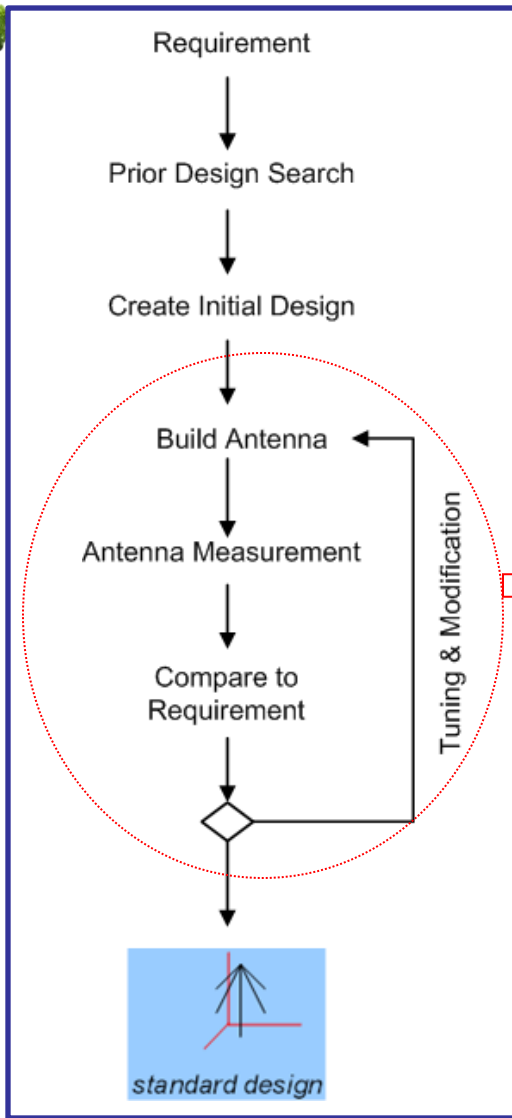 Requirement
Prior Design Search
Create Initial Design
Build Antenna
Antenna Measurement
Compare to
Requirement
Tuning & Modification
standard design